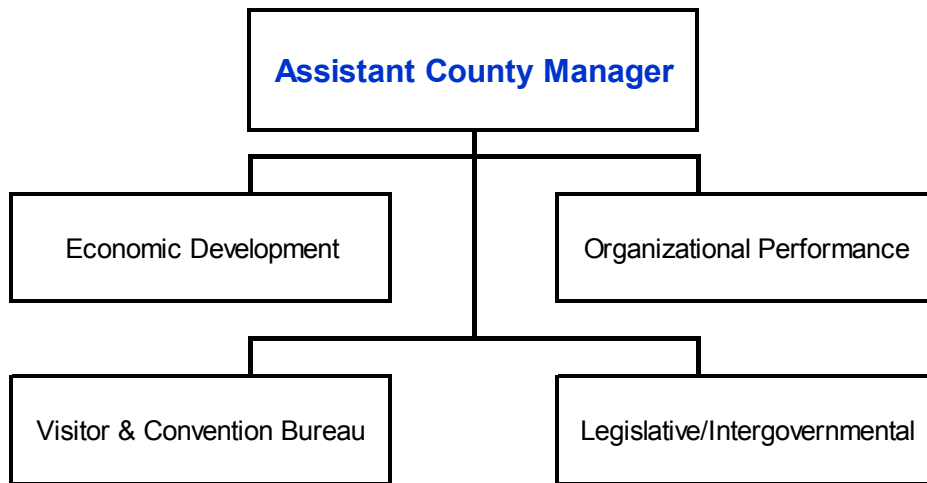 Assistant County Manager
Economic Development
Organizational Performance
Visitor & Convention Bureau
Legislative/Intergovernmental